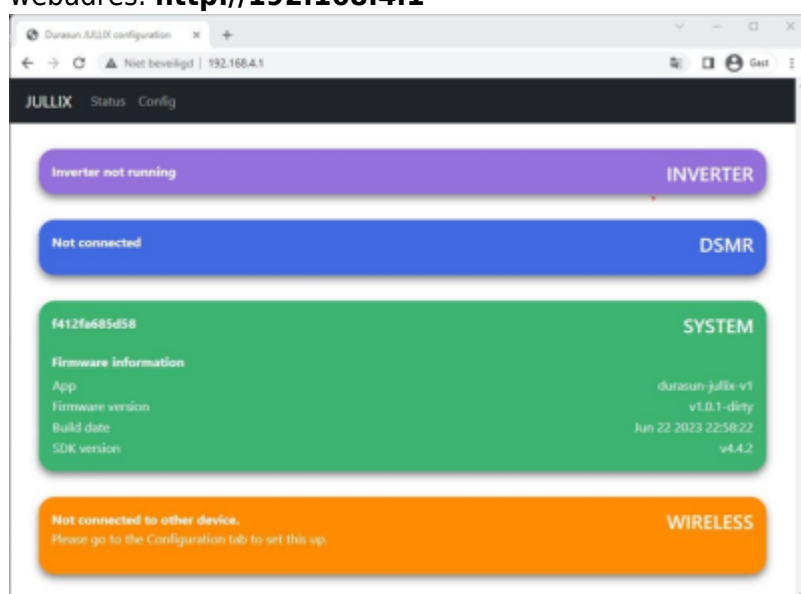 webadres: http://192.168.4.1
Durasun JULLIX configuration
Niet beveiligd | 192.168.4.1
Gast
JULLIX Status Config
Inverter not running
INVERTER
Not connected
DSMR
f412fa685d58
SYSTEM
Firmware information
App durasun-jullix-v1
Firmware version v1.0.1-dirty
Build date Jun 22 2023 22:58:22
SDK version v4.4.2
Not connected to other device.
WIRELESS
Please go to the Configuration tab to set this up.